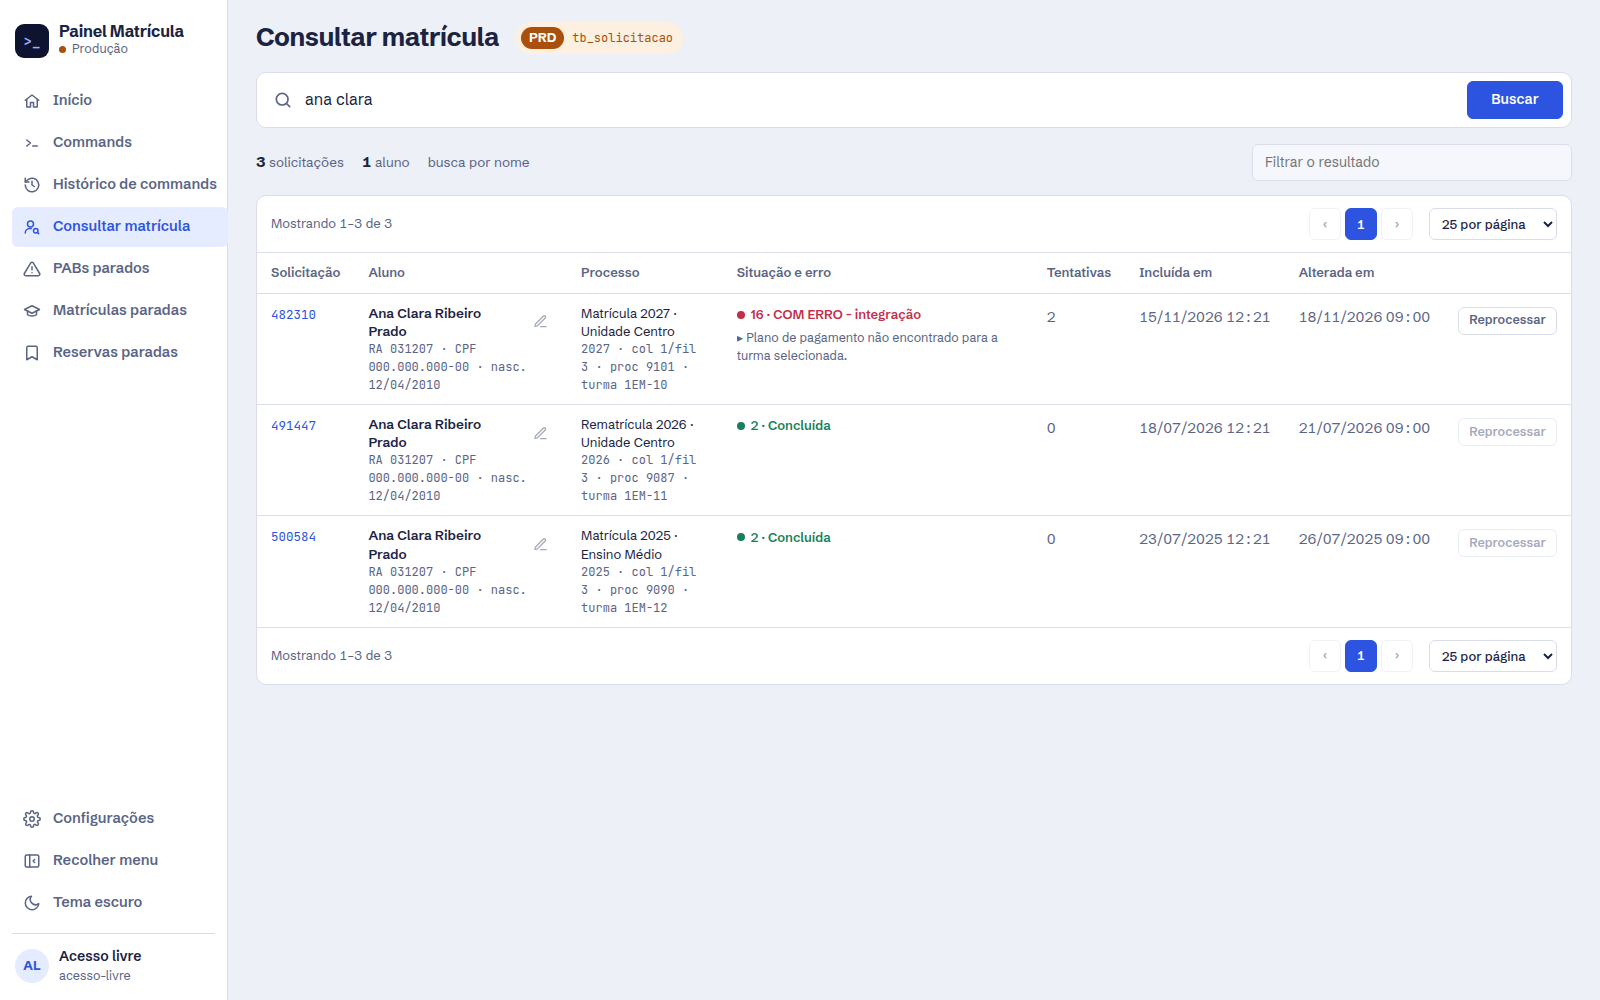 Painel Matrícula
Produção
Início
Commands
Histórico de commands
Consultar matrícula
PABs parados
Matrículas paradas
Reservas paradas
Configurações
Recolher menu
Tema escuro
AL
Acesso livre
acesso-livre
Consultar matrícula
PRD tb_solicitacao
ana clara
Buscar
3 solicitações 1 aluno busca por nome
Filtrar o resultado
Mostrando 1–3 de 3
‹ 1 › 25 por página
Solicitação Aluno Processo Situação e erro Tentativas Incluída em Alterada em
482310
Ana Clara Ribeiro
Prado
RA 031207 · CPF
000.000.000-00 · nasc.
12/04/2010
Matrícula 2027 ·
Unidade Centro
2027 · col 1/fil
3 · proc 9101 ·
turma 1EM-10
16 · COM ERRO - integração
▸ Plano de pagamento não encontrado para a
turma selecionada.
2
15/11/2026 12:21
18/11/2026 09:00
Reprocessar
491447
Ana Clara Ribeiro
Prado
RA 031207 · CPF
000.000.000-00 · nasc.
12/04/2010
Rematrícula 2026 ·
Unidade Centro
2026 · col 1/fil
3 · proc 9087 ·
turma 1EM-11
2 · Concluída
0
18/07/2026 12:21
21/07/2026 09:00
Reprocessar
500584
Ana Clara Ribeiro
Prado
RA 031207 · CPF
000.000.000-00 · nasc.
12/04/2010
Matrícula 2025 ·
Ensino Médio
2025 · col 1/fil
3 · proc 9090 ·
turma 1EM-12
2 · Concluída
0
23/07/2025 12:21
26/07/2025 09:00
Reprocessar
Mostrando 1–3 de 3
‹ 1 › 25 por página